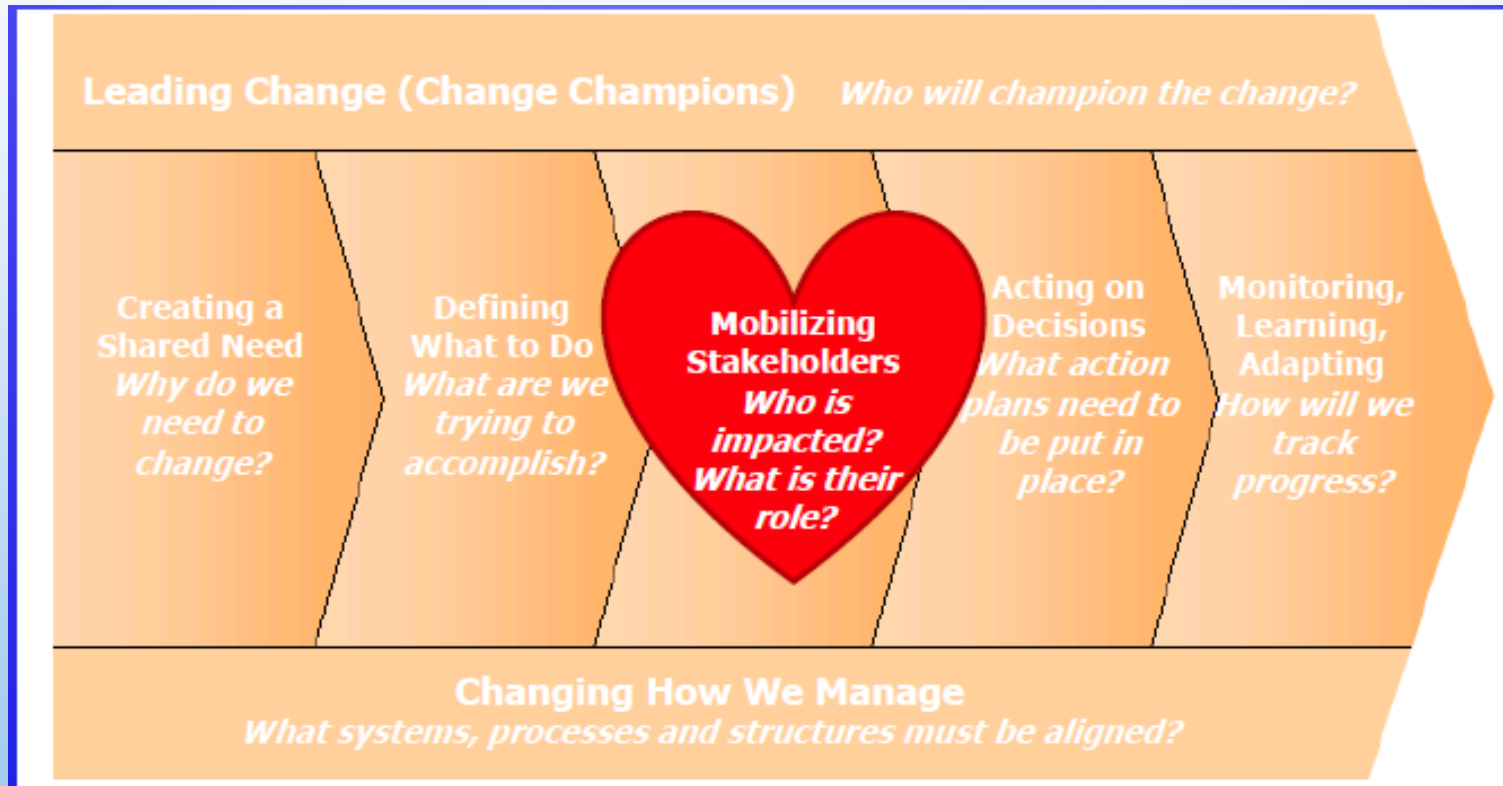 Leading Change (Change Champions) Who will champion the change?
Creating a
Shared Need
Why do we
need to
change?
Defining
What to Do
What are we
trying to
accomplish?
Mobilizing
Stakeholders
Who is
impacted?
What is their
role?
Acting on
Decisions
What action
plans need to
be put in
place?
Monitoring,
Learning,
Adapting
How will we
track
progress?
Changing How We Manage
What systems, processes and structures must be aligned?